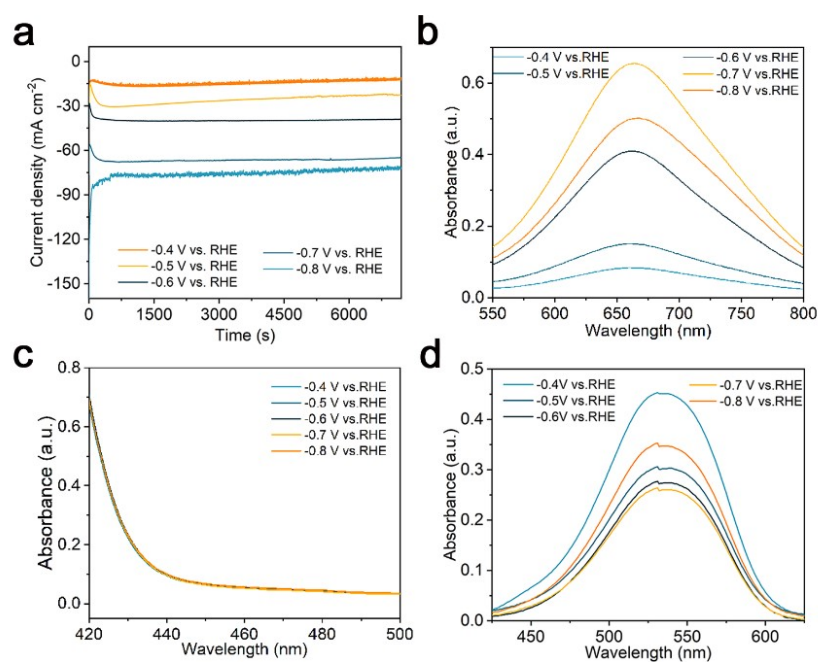 a
0
-30
-60
-90
-120
-150
Current density (mA cm⁻²)
-0.4 V vs. RHE
-0.5 V vs. RHE
-0.6 V vs. RHE
-0.7 V vs. RHE
-0.8 V vs. RHE
0 1500 3000 4500 6000
Time (s)
b
0.6
0.4
0.2
0.0
Absorbance (a.u.)
-0.4 V vs.RHE
-0.5 V vs.RHE
-0.6 V vs.RHE
-0.7 V vs.RHE
-0.8 V vs.RHE
550 600 650 700 750 800
Wavelength (nm)
c
0.8
0.6
0.4
0.2
0.0
Absorbance (a.u.)
-0.4 V vs.RHE
-0.5 V vs.RHE
-0.6 V vs.RHE
-0.7 V vs.RHE
-0.8 V vs.RHE
420 440 460 480 500
Wavelength (nm)
d
0.5
0.4
0.3
0.2
0.1
0.0
Absorbance (a.u.)
-0.4V vs.RHE
-0.5V vs.RHE
-0.6V vs.RHE
-0.7 V vs.RHE
-0.8 V vs.RHE
450 500 550 600
Wavelength (nm)